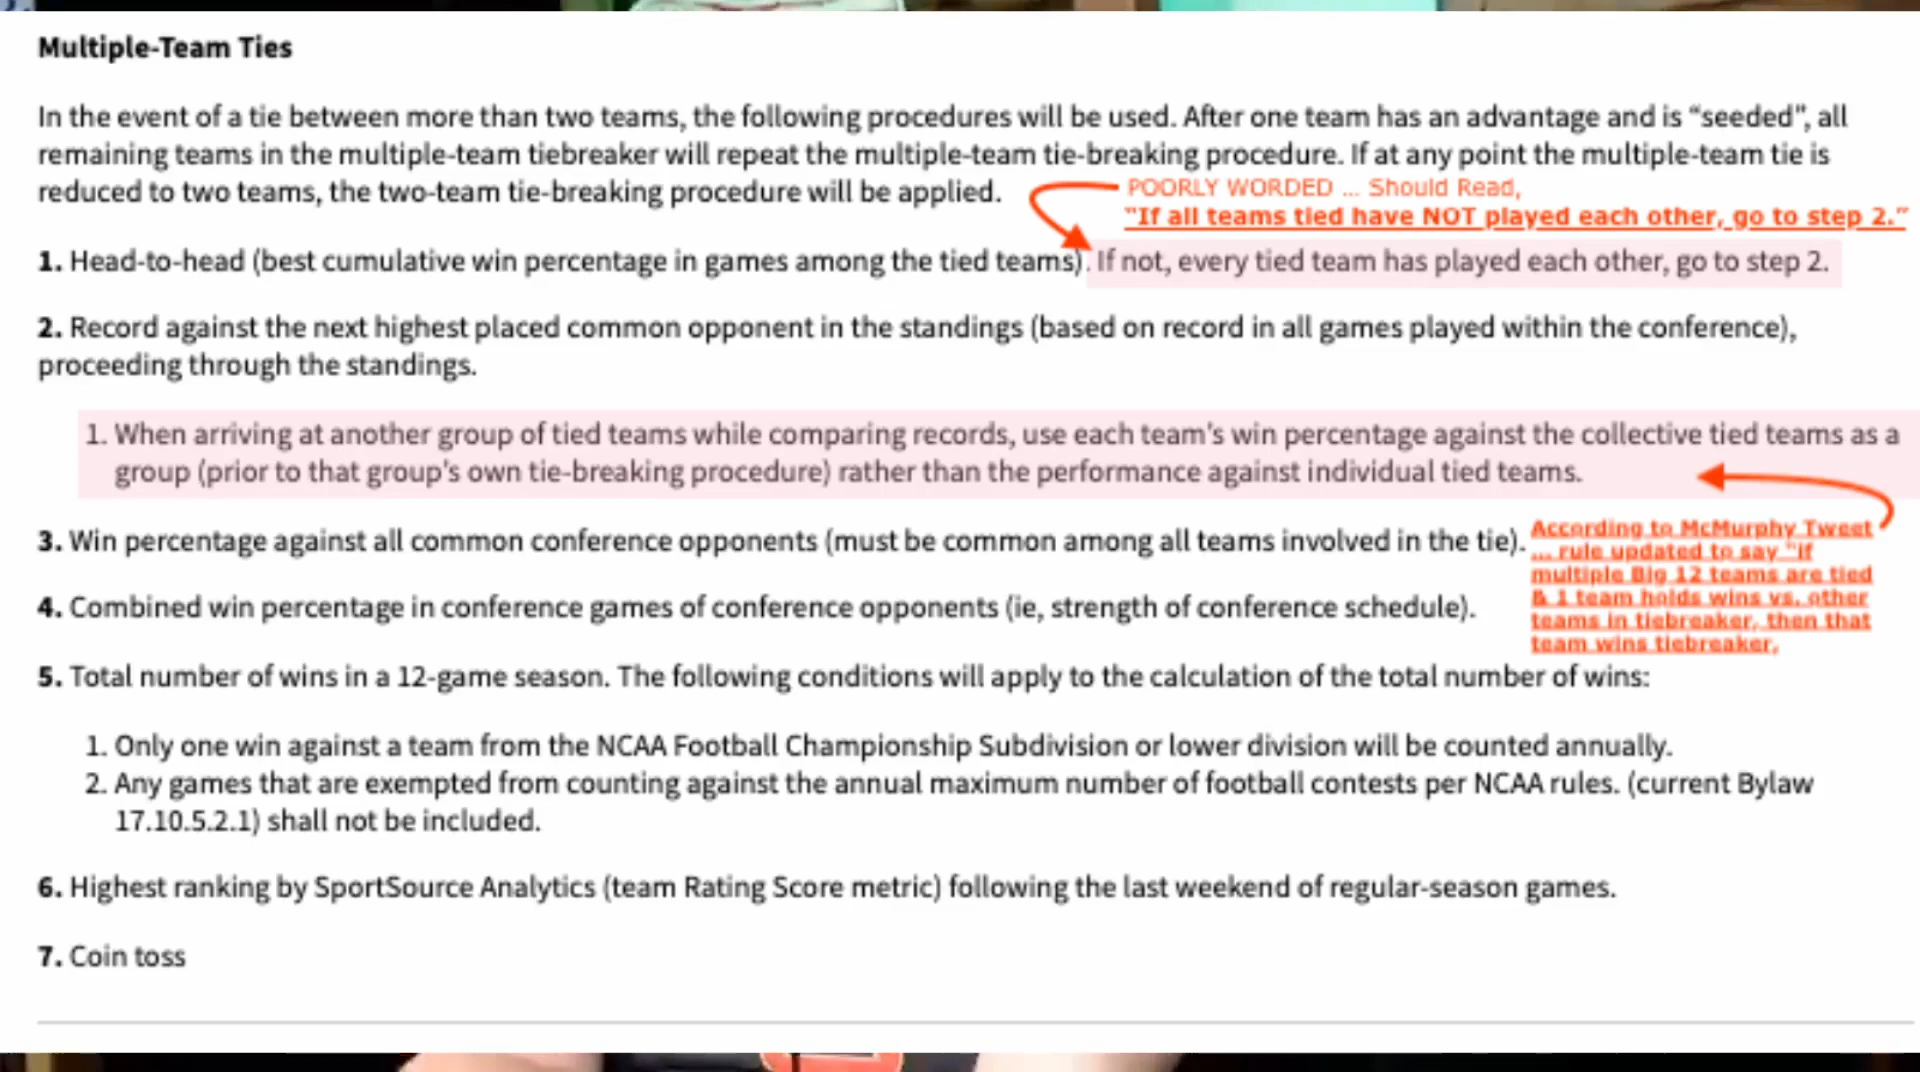 Multiple-Team Ties
In the event of a tie between more than two teams, the following procedures will be used. After one team has an advantage and is “seeded”, all
remaining teams in the multiple-team tiebreaker will repeat the multiple-team tie-breaking procedure. If at any point the multiple-team tie is
reduced to two teams, the two-team tie-breaking procedure will be applied.
POORLY WORDED ... Should Read,
"If all teams tied have NOT played each other, go to step 2."
1. Head-to-head (best cumulative win percentage in games among the tied teams). If not, every tied team has played each other, go to step 2.
2. Record against the next highest placed common opponent in the standings (based on record in all games played within the conference),
proceeding through the standings.
1. When arriving at another group of tied teams while comparing records, use each team's win percentage against the collective tied teams as a
group (prior to that group's own tie-breaking procedure) rather than the performance against individual tied teams.
3. Win percentage against all common conference opponents (must be common among all teams involved in the tie).
According to McMurphy Tweet
... rule updated to say "if
multiple Big 12 teams are tied
& 1 team holds wins vs. other
teams in tiebreaker, then that
team wins tiebreaker,
4. Combined win percentage in conference games of conference opponents (ie, strength of conference schedule).
5. Total number of wins in a 12-game season. The following conditions will apply to the calculation of the total number of wins:
1. Only one win against a team from the NCAA Football Championship Subdivision or lower division will be counted annually.
2. Any games that are exempted from counting against the annual maximum number of football contests per NCAA rules. (current Bylaw
17.10.5.2.1) shall not be included.
6. Highest ranking by SportSource Analytics (team Rating Score metric) following the last weekend of regular-season games.
7. Coin toss